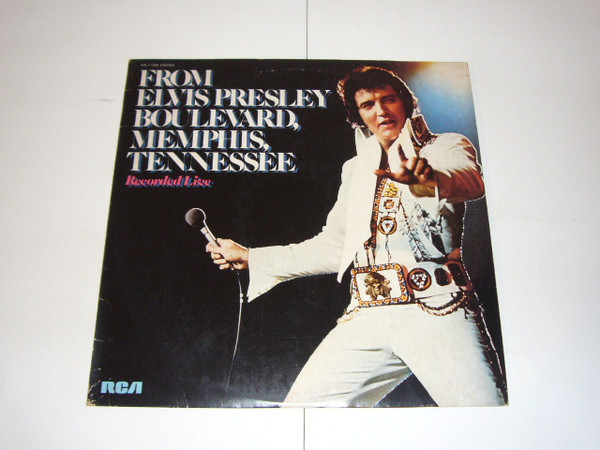 FROM
ELVIS PRESLEY
BOULEVARD,
MEMPHIS,
TENNESSEE
Recorded Live
RCA